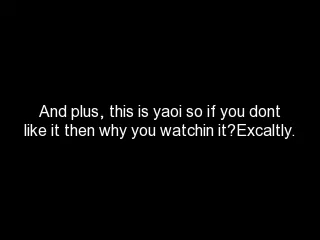 And plus, this is yaoi so if you dont
like it then why you watchin it?Excaltly.